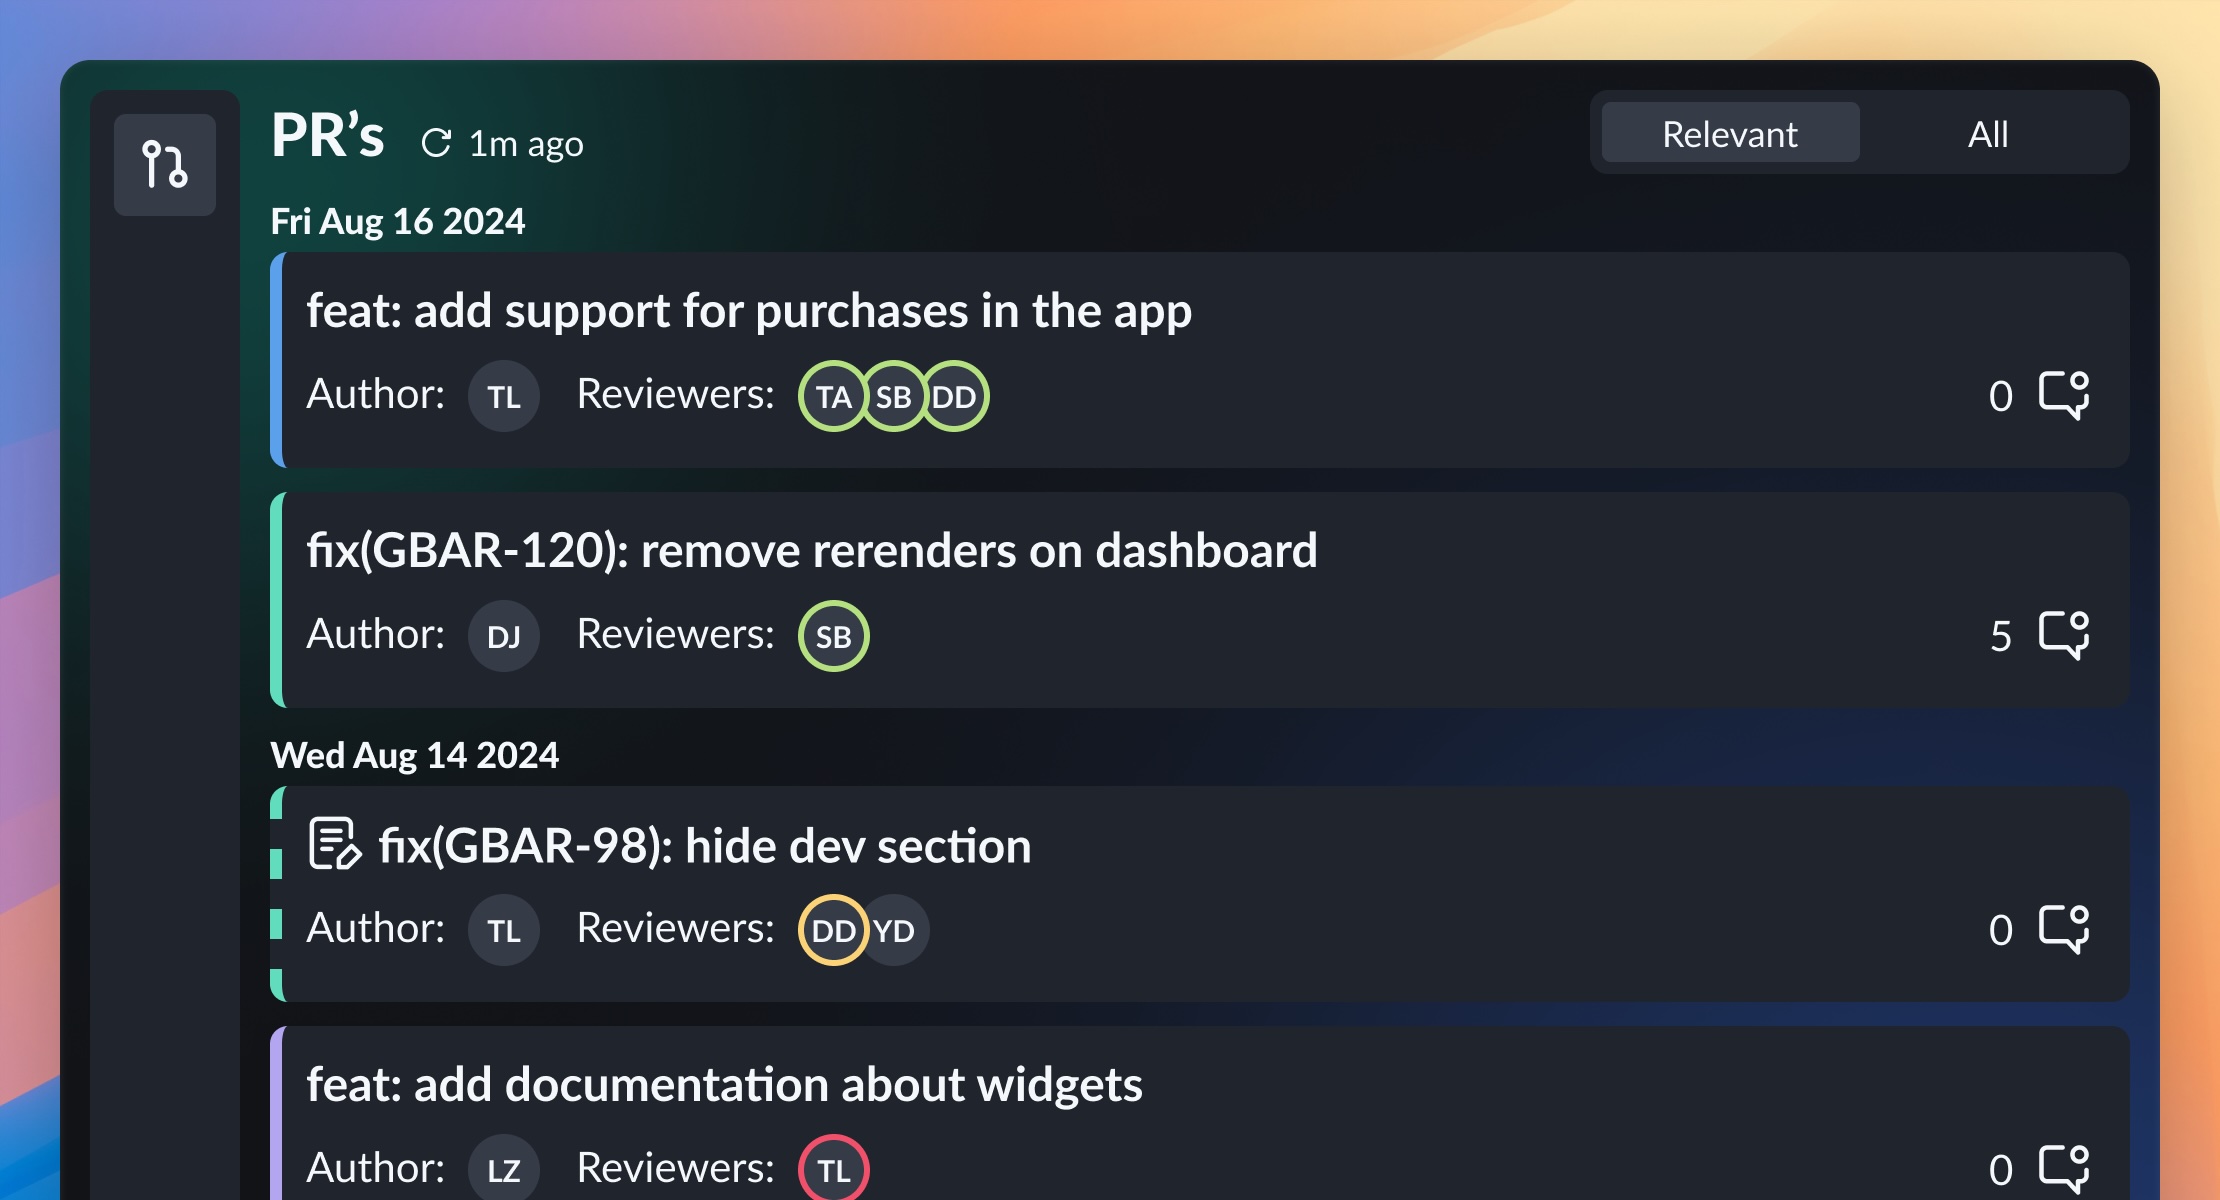 PR’s 1m ago Relevant All
Fri Aug 16 2024
feat: add support for purchases in the app
Author: TL Reviewers: TA SB DD 0
fix(GBAR-120): remove rerenders on dashboard
Author: DJ Reviewers: SB 5
Wed Aug 14 2024
fix(GBAR-98): hide dev section
Author: TL Reviewers: DD YD 0
feat: add documentation about widgets
Author: LZ Reviewers: TL 0